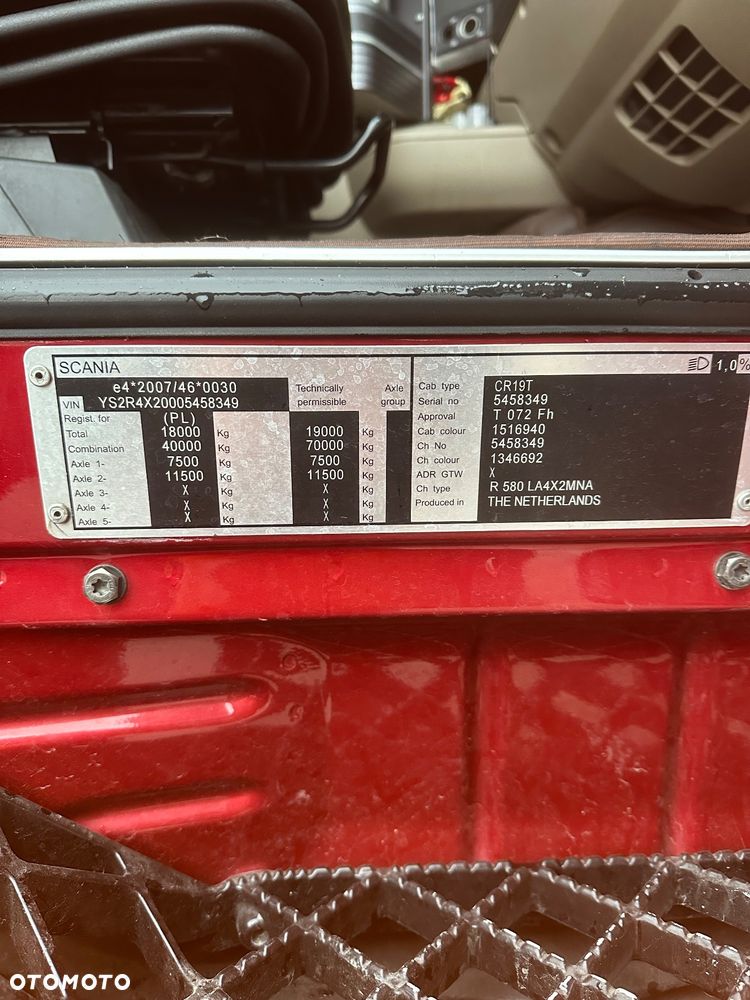 SCANIA
1,0%
e4*2007/46*0030
VIN YS2R4X20005458349
Technically permissible
Axle group
Regist. for (PL)
Total 18000 Kg 19000 Kg
Combination 40000 Kg 70000 Kg
Axle 1- 7500 Kg 7500 Kg
Axle 2- 11500 Kg 11500 Kg
Axle 3- X Kg X Kg
Axle 4- X Kg X Kg
Axle 5- X Kg X Kg
Cab type CR19T
Serial no 5458349
Approval T 072 Fh
Cab colour 1516940
Ch No 5458349
Ch colour 1346692
ADR GTW X
Ch type R 580 LA4X2MNA
Produced in THE NETHERLANDS
OTOMOTO